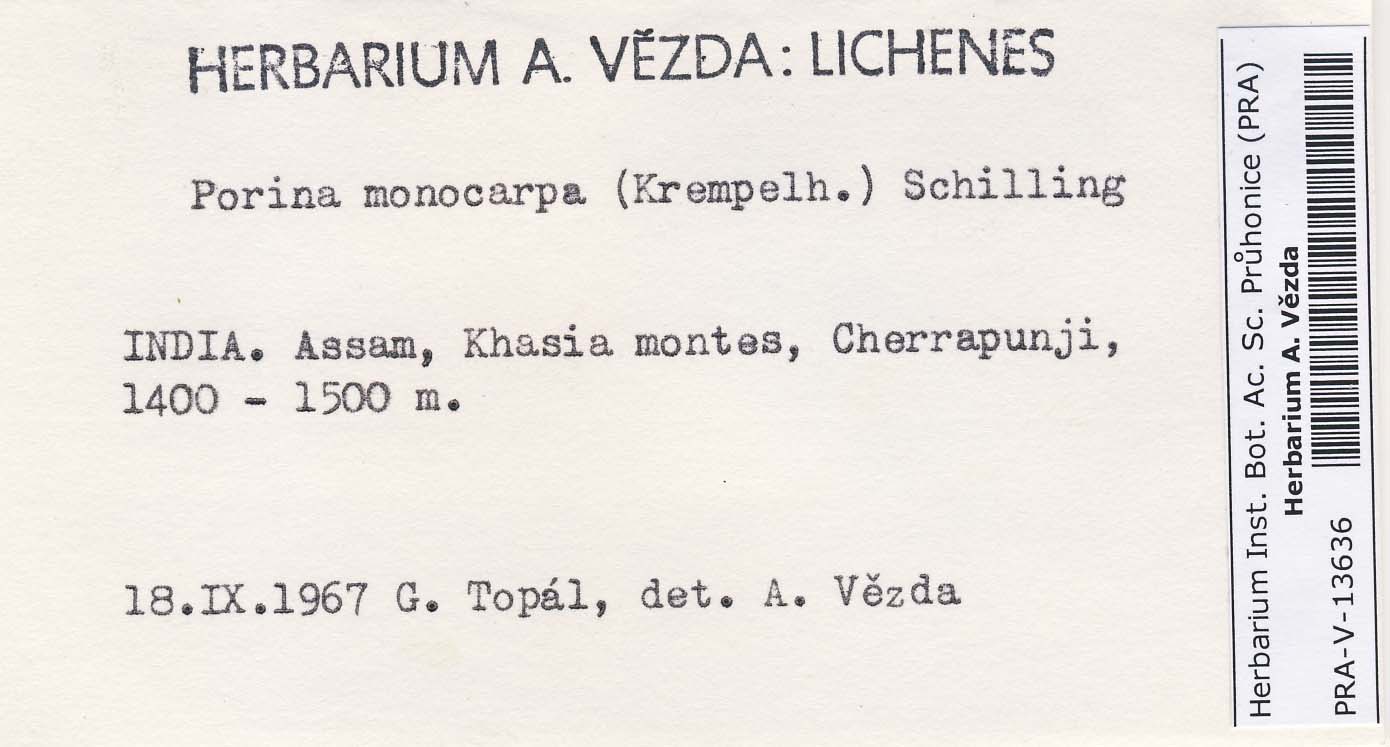 HERBARIUM A. VĚZDA: LICHENES
Porina monocarpa (Krempelh.) Schilling
INDIA. Assam, Khasia montes, Cherrapunji,
1400 - 1500 m.
18.IX.1967 G. Topál, det. A. Vězda
Herbarium Inst. Bot. Ac. Sc. Průhonice (PRA)
Herbarium A. Vězda
PRA-V-13636